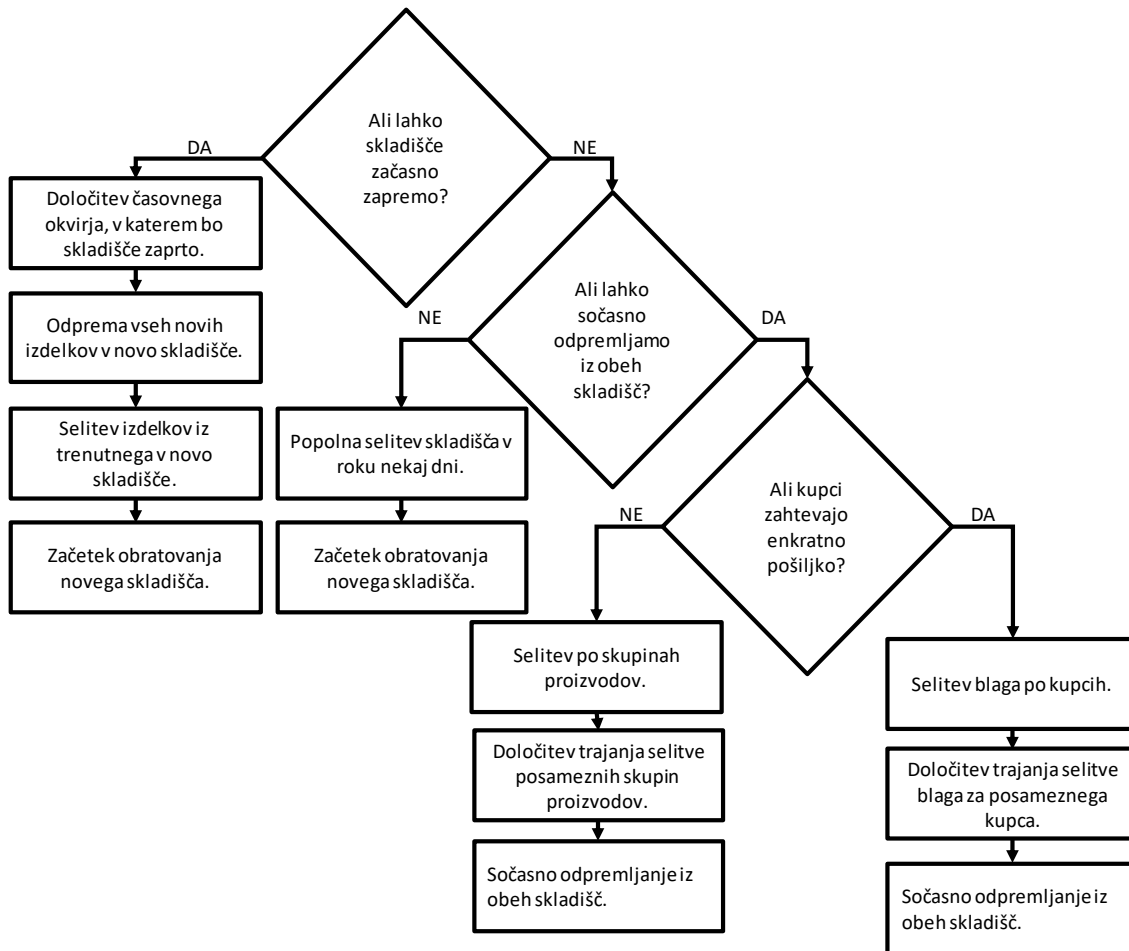 Ali lahko
skladišče
začasno
zapremo?
DA
NE
Določitev časovnega
okvirja, v katerem bo
skladišče zaprto.
Odprema vseh novih
izdelkov v novo skladišče.
Selitev izdelkov iz
trenutnega v novo
skladišče.
Začetek obratovanja
novega skladišča.
Ali lahko
sočasno
odpremljamo
iz obeh
skladišč?
NE
DA
Popolna selitev skladišča v
roku nekaj dni.
Začetek obratovanja
novega skladišča.
Ali kupci
zahtevajo
enkratno
pošiljko?
NE
DA
Selitev po skupinah
proizvodov.
Določitev trajanja selitve
posameznih skupin
proizvodov.
Sočasno odpremljanje iz
obeh skladišč.
Selitev blaga po kupcih.
Določitev trajanja selitve
blaga za posameznega
kupca.
Sočasno odpremljanje iz
obeh skladišč.